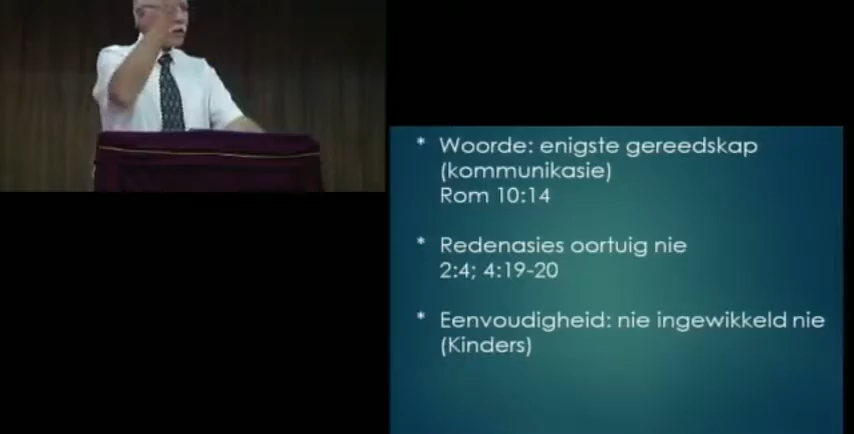 * Woorde: enigste gereedskap
(kommunikasie)
Rom 10:14
* Redenasies oortuig nie
2:4; 4:19-20
* Eenvoudigheid: nie ingewikkeld nie
(Kinders)